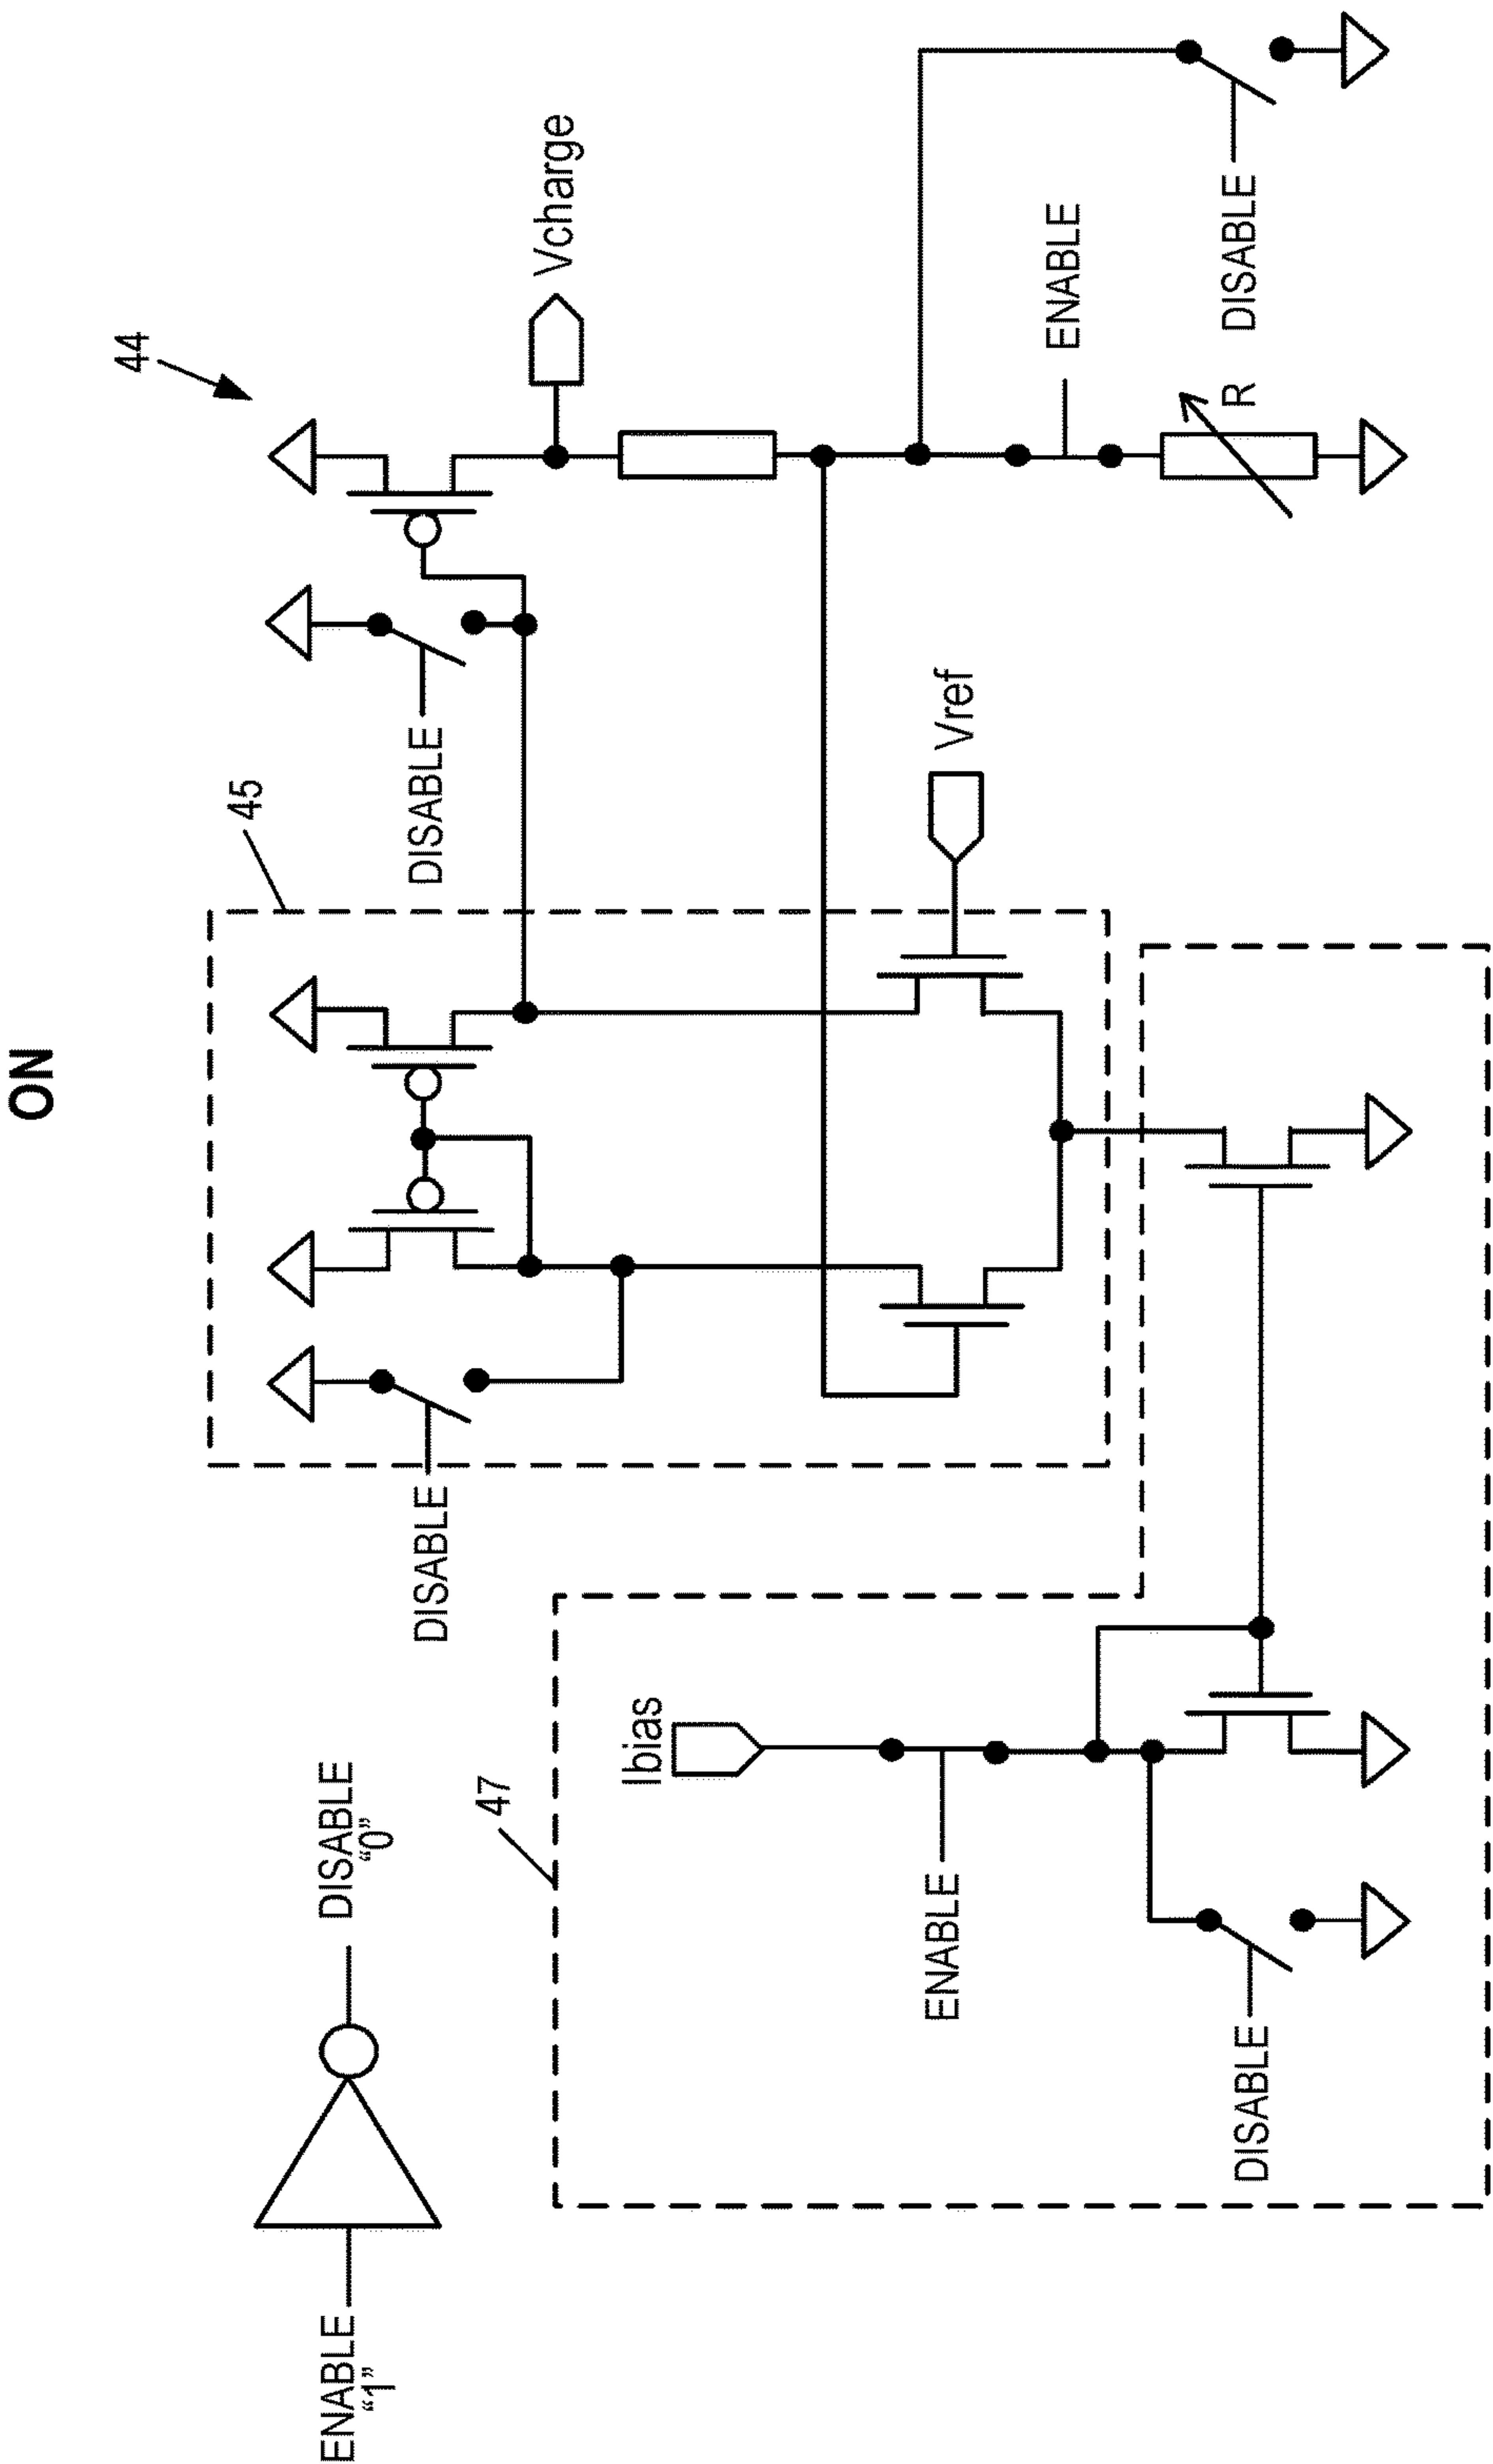 ON
44
45
Vcharge
DISABLE
DISABLE
Vref
ENABLE
R
DISABLE
ENABLE
"1"
DISABLE
"0"
47
Ibias
ENABLE
DISABLE